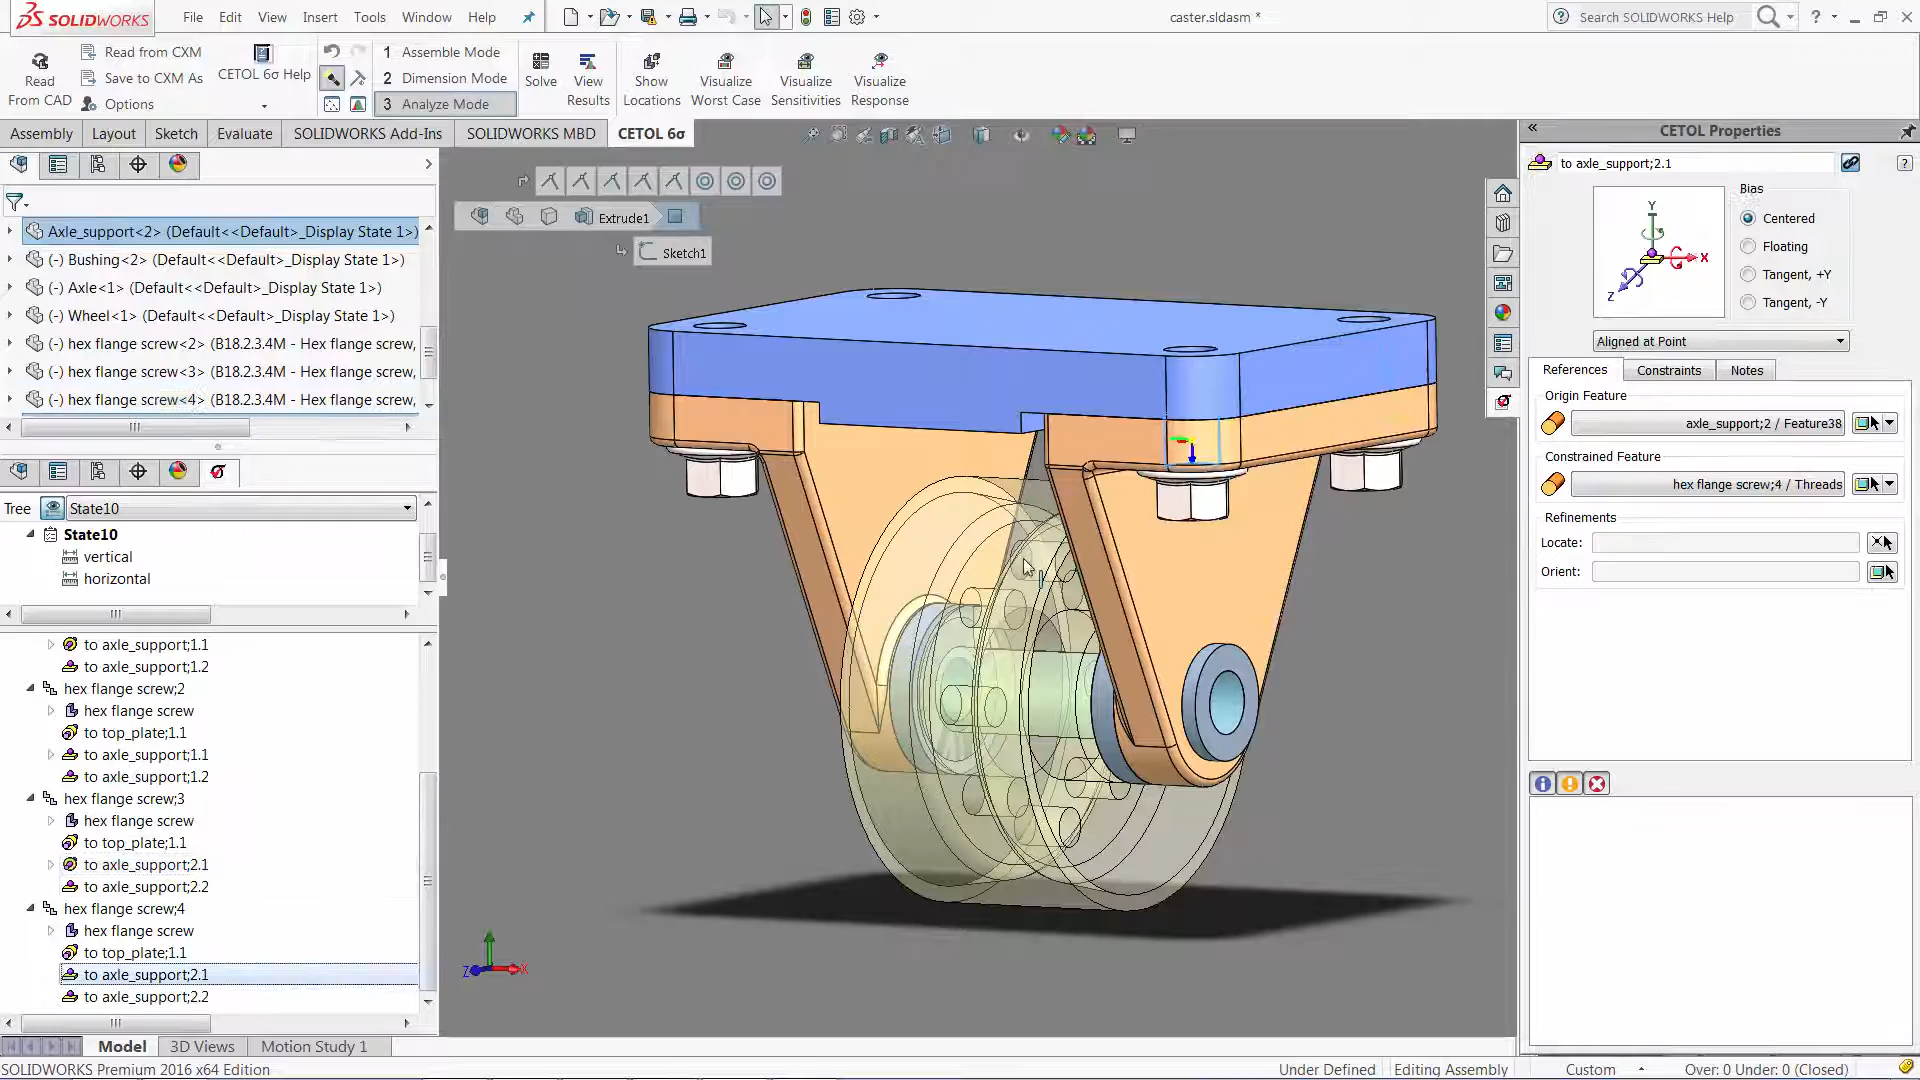 SOLIDWORKS
File Edit View Insert Tools Window Help
caster.sldasm *
Search SOLIDWORKS Help
Read From CAD
Read from CXM
Save to CXM As
Options
CETOL 6σ Help
1 Assemble Mode
2 Dimension Mode
3 Analyze Mode
Solve
View Results
Show Locations
Visualize Worst Case
Visualize Sensitivities
Visualize Response
Assembly Layout Sketch Evaluate SOLIDWORKS Add-Ins SOLIDWORKS MBD CETOL 6σ
Axle_support<2> (Default<<Default>_Display State 1>)
(-) Bushing<2> (Default<<Default>_Display State 1>)
(-) Axle<1> (Default<<Default>_Display State 1>)
(-) Wheel<1> (Default<<Default>_Display State 1>)
(-) hex flange screw<2> (B18.2.3.4M - Hex flange screw,
(-) hex flange screw<3> (B18.2.3.4M - Hex flange screw,
(-) hex flange screw<4> (B18.2.3.4M - Hex flange screw,
Tree State10
State10
vertical
horizontal
to axle_support;1.1
to axle_support;1.2
hex flange screw;2
hex flange screw
to top_plate;1.1
to axle_support;1.1
to axle_support;1.2
hex flange screw;3
hex flange screw
to top_plate;1.1
to axle_support;2.1
to axle_support;2.2
hex flange screw;4
hex flange screw
to top_plate;1.1
to axle_support;2.1
to axle_support;2.2
Extrude1
Sketch1
Z X
CETOL Properties
to axle_support;2.1
Y
X
Z
Bias
Centered
Floating
Tangent, +Y
Tangent, -Y
Aligned at Point
References Constraints Notes
Origin Feature
axle_support;2 / Feature38
Constrained Feature
hex flange screw;4 / Threads
Refinements
Locate:
Orient:
Model 3D Views Motion Study 1
SOLIDWORKS Premium 2016 x64 Edition
Under Defined Editing Assembly Custom Over: 0 Under: 0 (Closed)